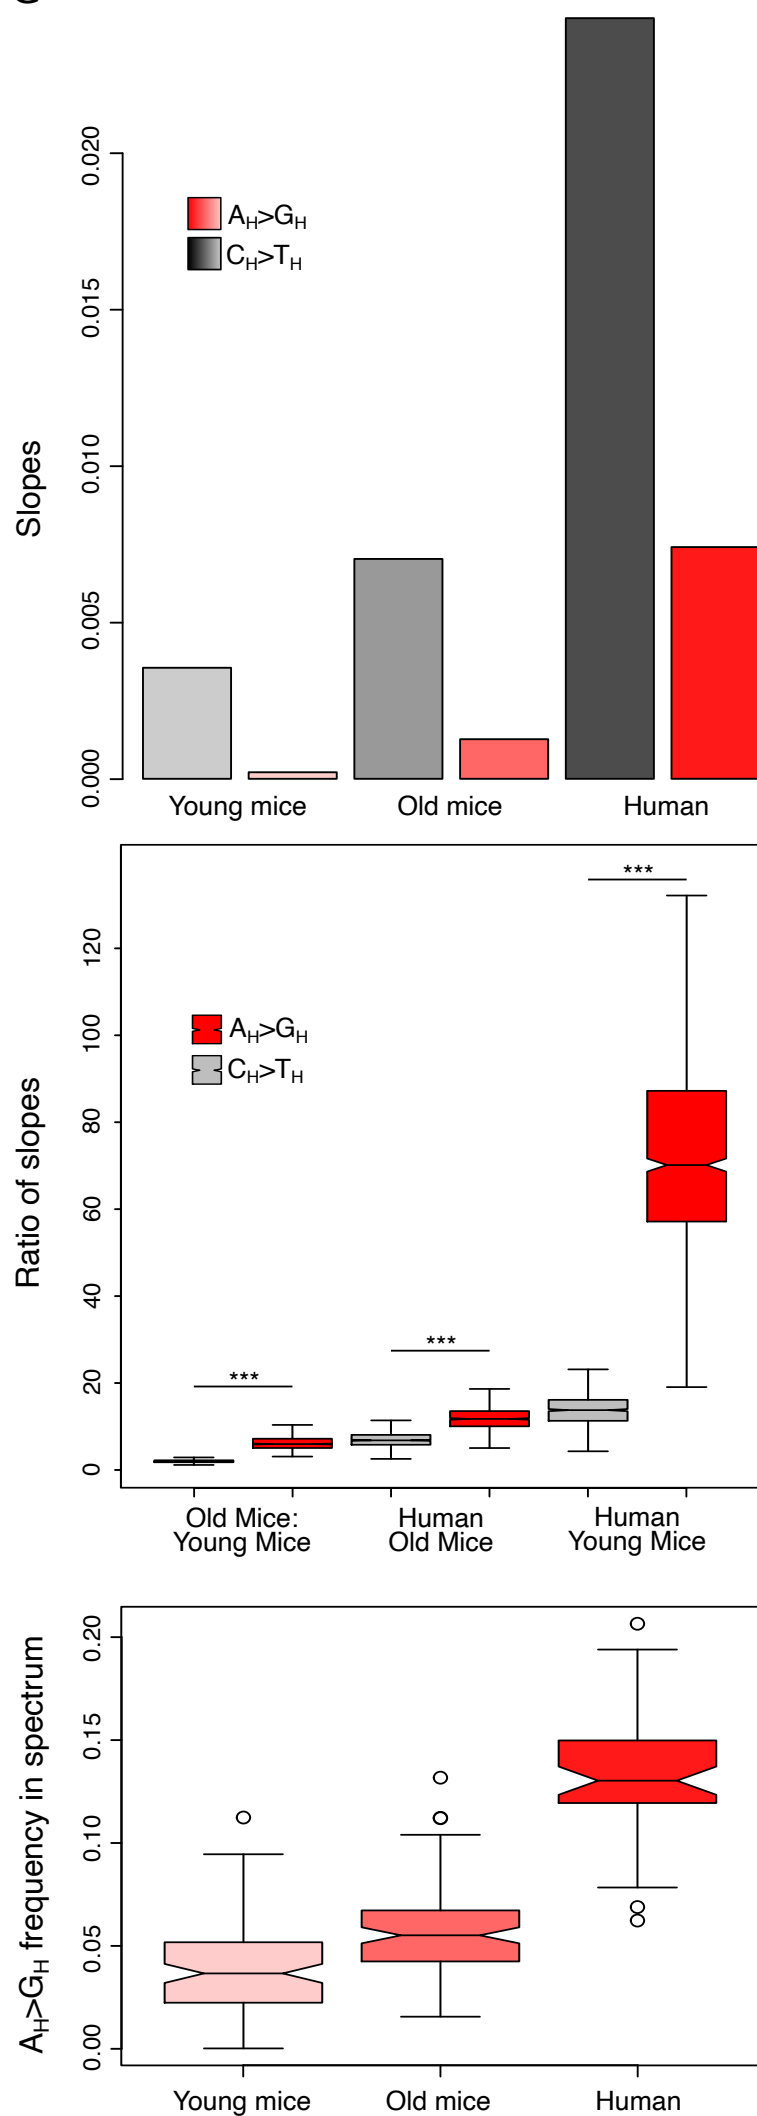 0.020
0.015
0.010
0.005
0.000
Slopes
AH>GH
CH>TH
Young mice
Old mice
Human
120
100
80
60
40
20
0
Ratio of slopes
AH>GH
CH>TH
***
***
***
Old Mice:
Young Mice
Human
Old Mice
Human
Young Mice
0.20
0.15
0.10
0.05
0.00
AH>GH frequency in spectrum
Young mice
Old mice
Human